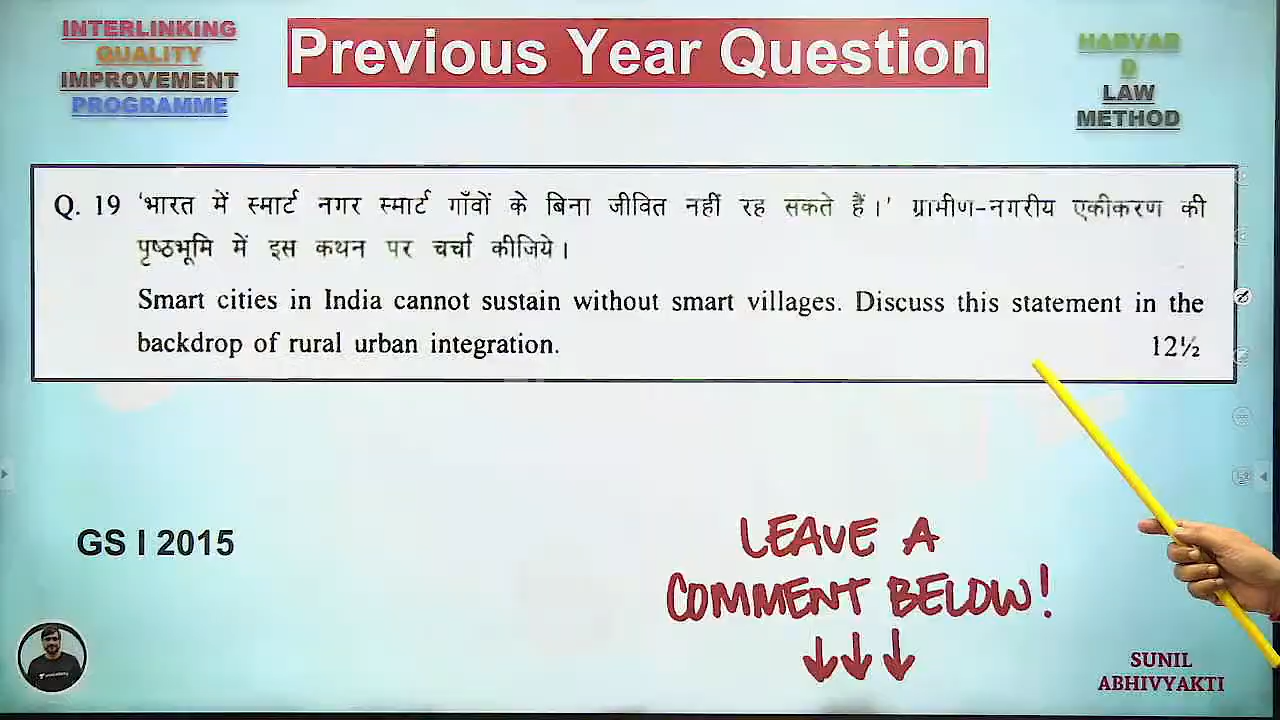 INTERLINKING
QUALITY
IMPROVEMENT
PROGRAMME
Previous Year Question
HARVAR
D
LAW
METHOD
Q. 19 'भारत में स्मार्ट नगर स्मार्ट गाँवों के बिना जीवित नहीं रह सकते हैं।' ग्रामीण-नगरीय एकीकरण की
पृष्ठभूमि में इस कथन पर चर्चा कीजिये।
Smart cities in India cannot sustain without smart villages. Discuss this statement in the
backdrop of rural urban integration. 12½
GS I 2015
LEAVE A
COMMENT BELOW!
SUNIL
ABHIVYAKTI